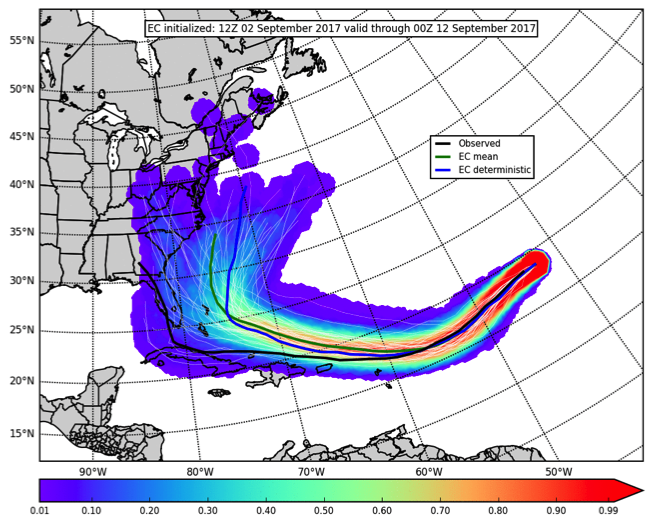 EC initialized: 12Z 02 September 2017 valid through 00Z 12 September 2017
55°N
50°N
45°N
40°N
35°N
30°N
25°N
20°N
15°N
Observed
EC mean
EC deterministic
90°W 80°W 70°W 60°W 50°W
0.01 0.10 0.20 0.30 0.40 0.50 0.60 0.70 0.80 0.90 0.99